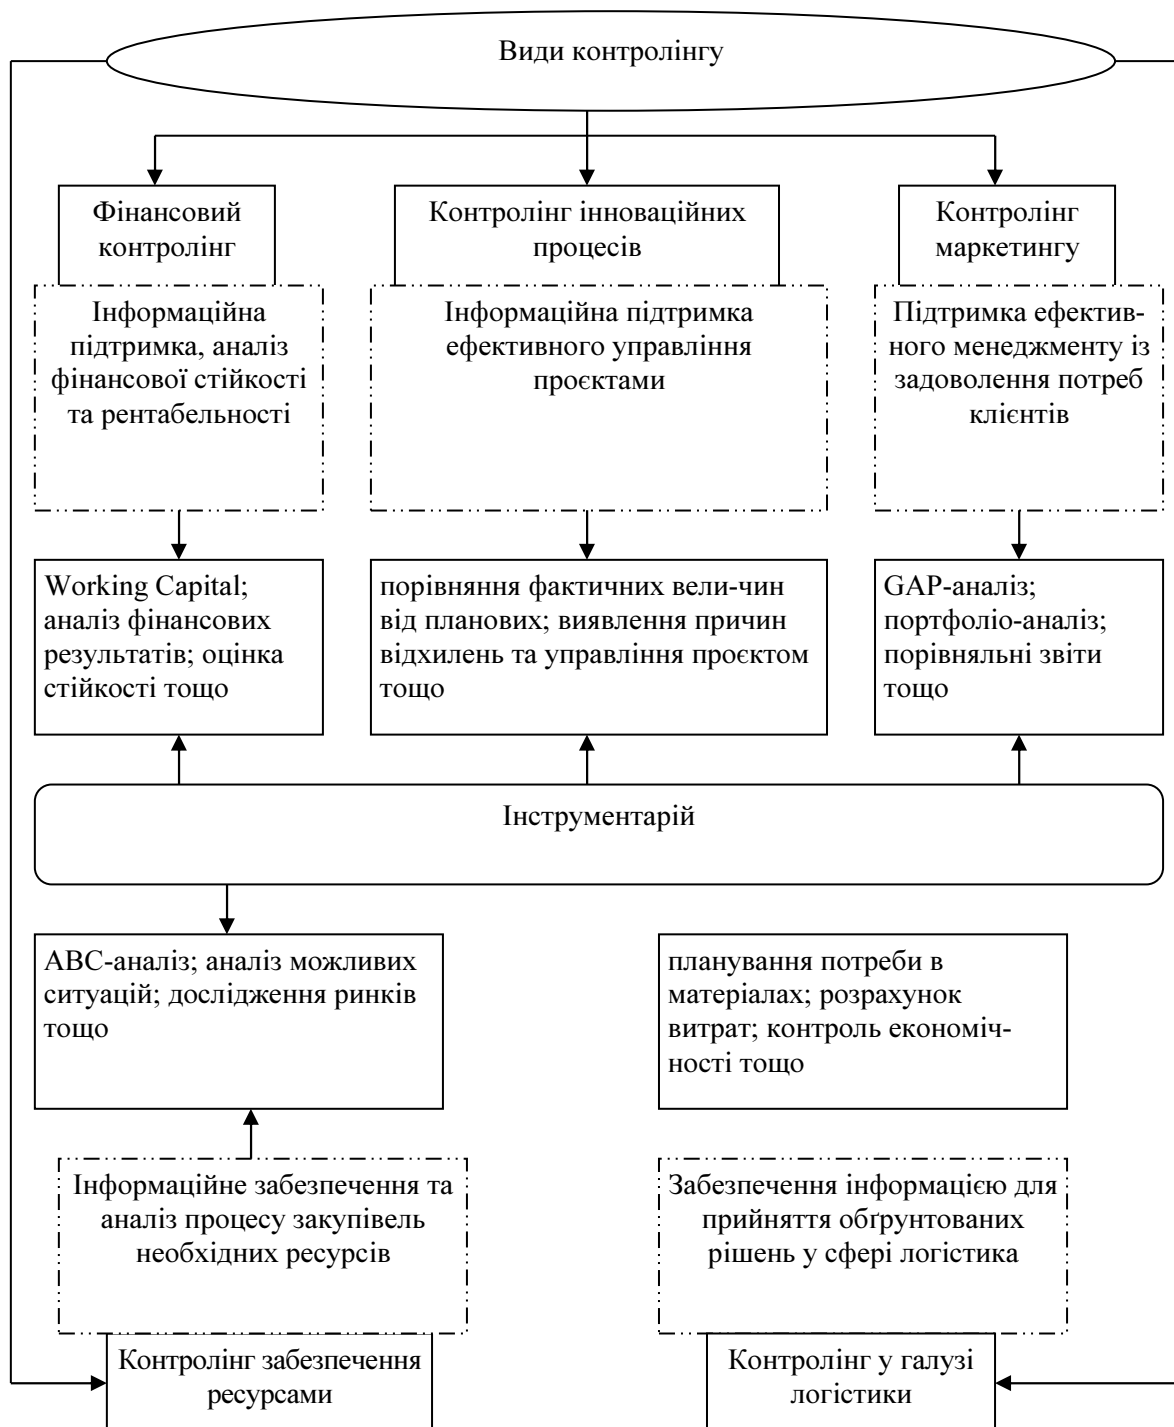 Види контролінгу
Фінансовий
контролінг
Контролінг інноваційних
процесів
Контролінг
маркетингу
Інформаційна
підтримка, аналіз
фінансової стійкості
та рентабельності
Інформаційна підтримка
ефективного управління
проєктами
Підтримка ефектив-
ного менеджменту із
задоволення потреб
клієнтів
Working Capital;
аналіз фінансових
результатів; оцінка
стійкості тощо
порівняння фактичних вели-чин
від планових; виявлення причин
відхилень та управління проєктом
тощо
GAP-аналіз;
портфоліо-аналіз;
порівняльні звіти
тощо
Інструментарій
АВС-аналіз; аналіз можливих
ситуацій; дослідження ринків
тощо
планування потреби в
матеріалах; розрахунок
витрат; контроль економіч-
ності тощо
Інформаційне забезпечення та
аналіз процесу закупівель
необхідних ресурсів
Забезпечення інформацією для
прийняття обґрунтованих
рішень у сфері логістика
Контролінг забезпечення
ресурсами
Контролінг у галузі
логістики